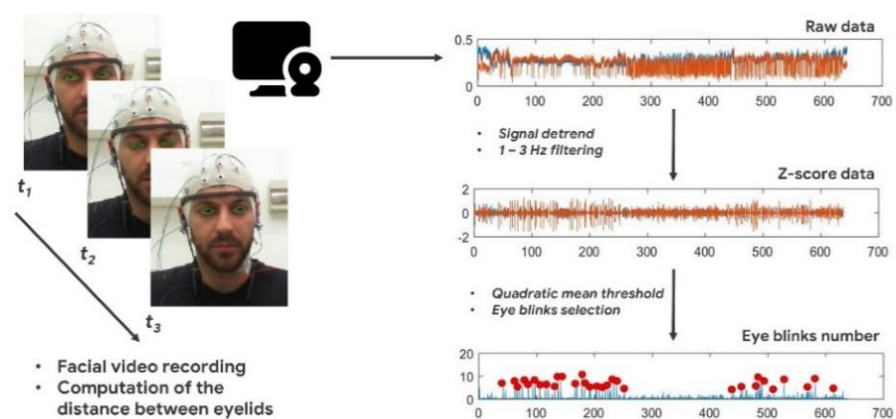 t1
t2
t3
• Facial video recording
• Computation of the
distance between eyelids
Raw data
0.5
0
0 100 200 300 400 500 600 700
• Signal detrend
• 1 – 3 Hz filtering
Z-score data
2
0
-2
0 100 200 300 400 500 600 700
• Quadratic mean threshold
• Eye blinks selection
Eye blinks number
20
10
0
0 100 200 300 400 500 600 700